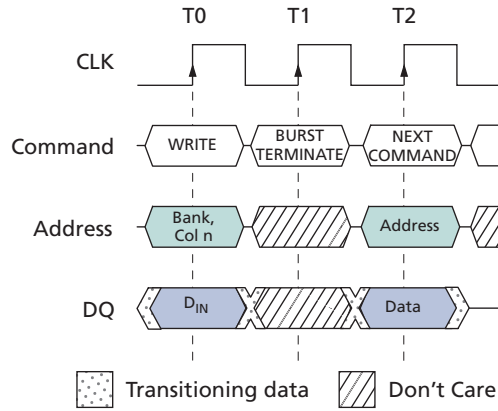 T0 T1 T2
CLK
Command WRITE BURST TERMINATE NEXT COMMAND
Address Bank, Col n Address
DQ DIN Data
Transitioning data Don't Care